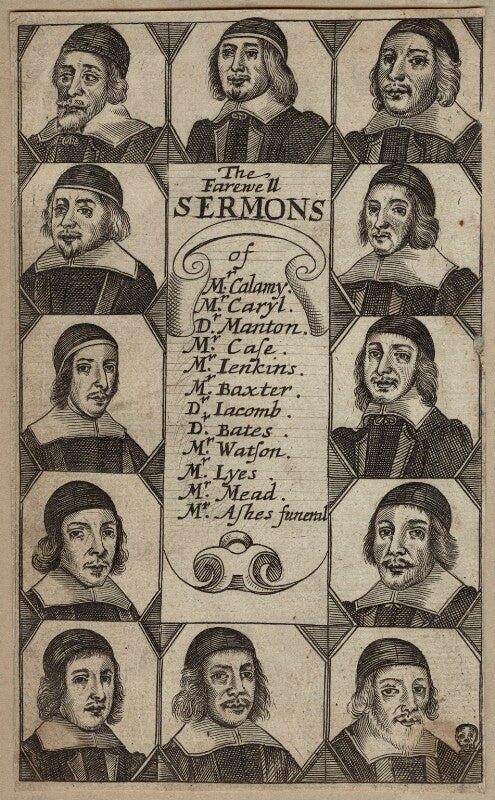 The
Farewell
SERMONS
of
Mr. Calamy.
Mr. Caryl.
Dr. Manton.
Mr. Caſe.
Mr. Ienkins.
Mr. Baxter.
Dr. Iacomb.
Dr. Bates.
Mr. Watſon.
Mr. Lyes
Mr. Mead.
Mr. Aſhes funeral